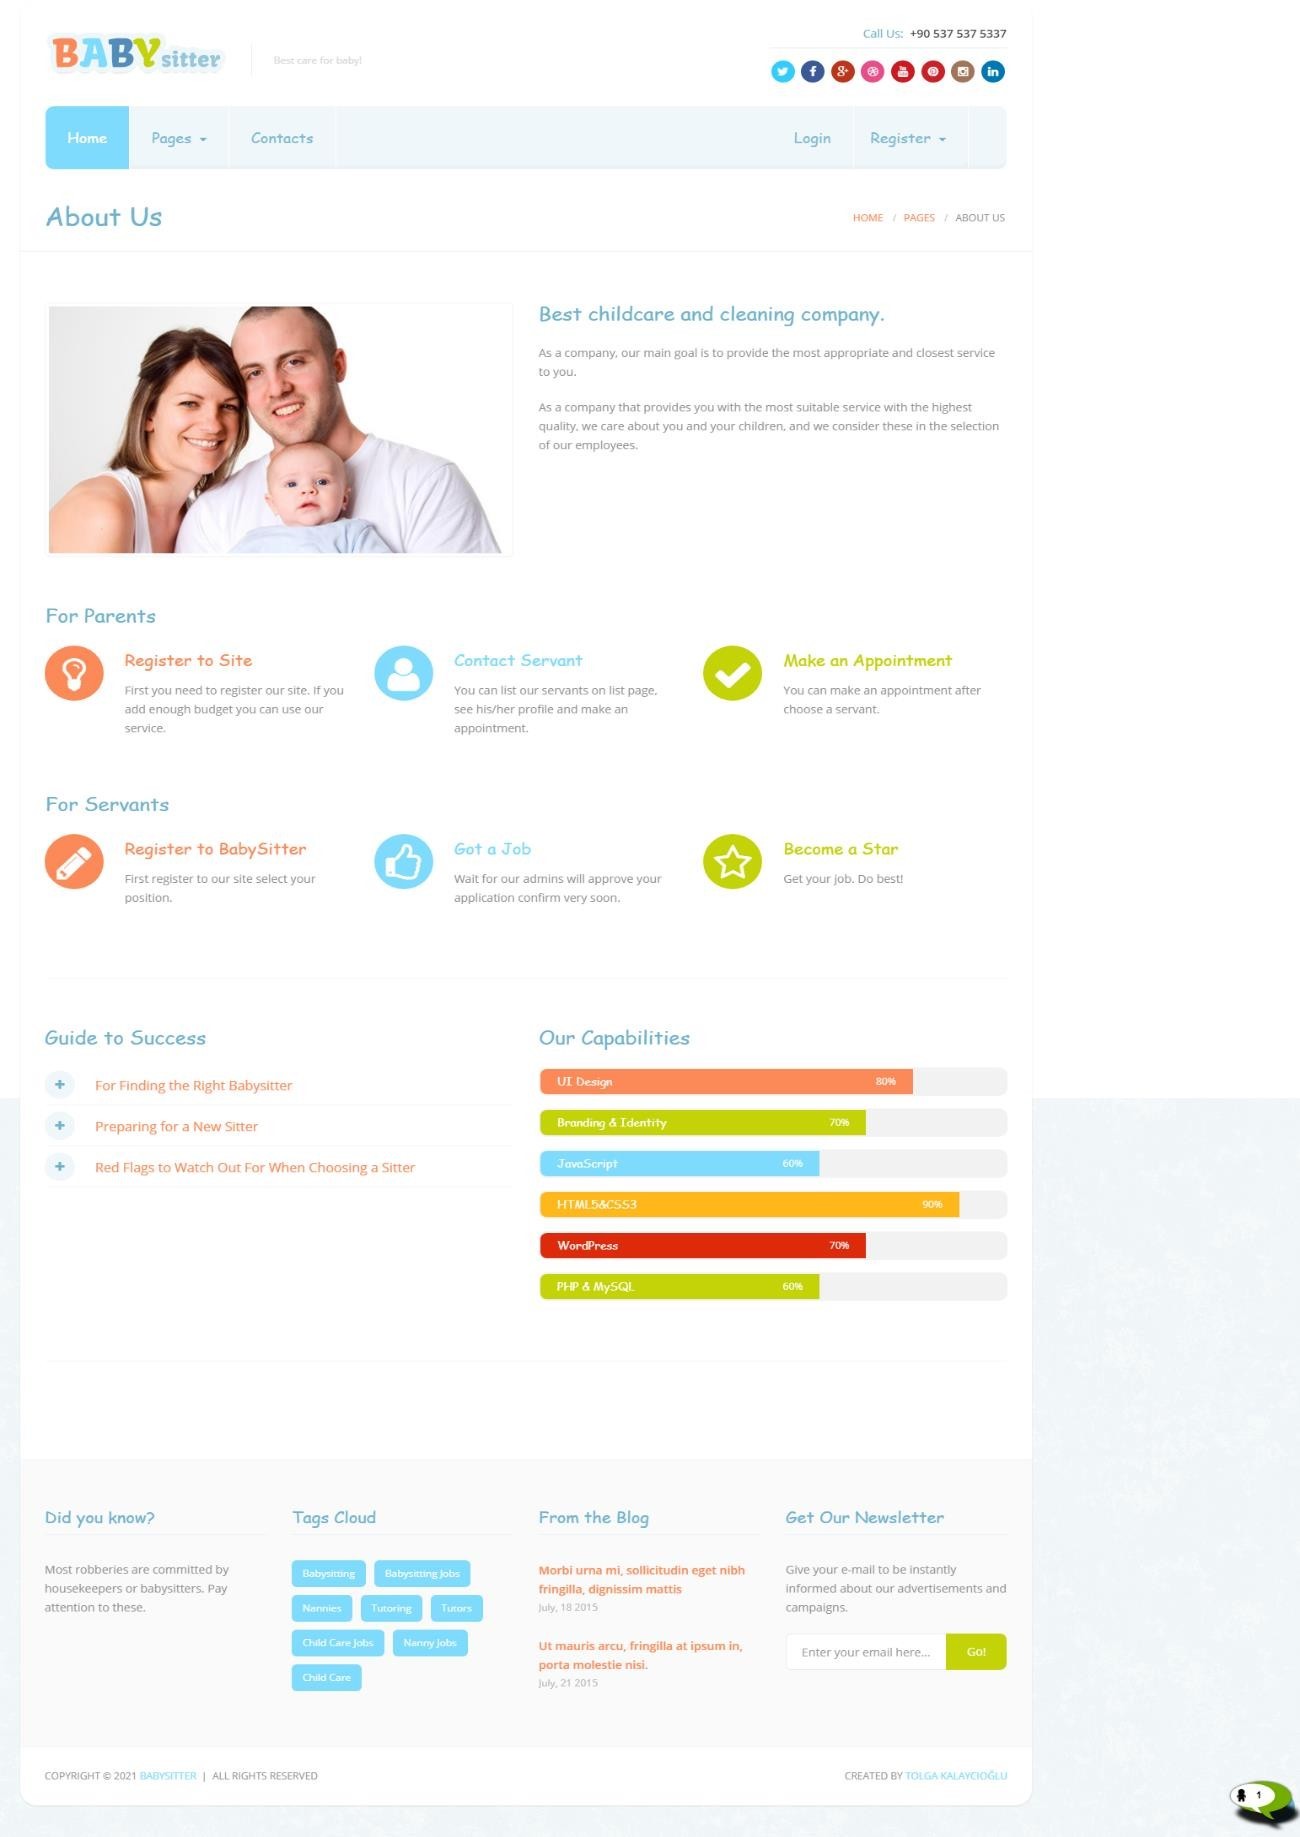 BABY sitter
Best care for baby!
Call Us: +90 537 537 5337
Home
Pages
Contacts
Login
Register
About Us
HOME / PAGES / ABOUT US
Best childcare and cleaning company.
As a company, our main goal is to provide the most appropriate and closest service
to you.
As a company that provides you with the most suitable service with the highest
quality, we care about you and your children, and we consider these in the selection
of our employees.
For Parents
Register to Site
First you need to register our site. If you
add enough budget you can use our
service.
Contact Servant
You can list our servants on list page,
see his/her profile and make an
appointment.
Make an Appointment
You can make an appointment after
choose a servant.
For Servants
Register to BabySitter
First register to our site select your
position.
Got a Job
Wait for our admins will approve your
application confirm very soon.
Become a Star
Get your job. Do best!
Guide to Success
For Finding the Right Babysitter
Preparing for a New Sitter
Red Flags to Watch Out For When Choosing a Sitter
Our Capabilities
UI Design 80%
Branding & Identity 70%
JavaScript 60%
HTML5&CSS3 90%
WordPress 70%
PHP & MySQL 60%
Did you know?
Most robberies are committed by
housekeepers or babysitters. Pay
attention to these.
Tags Cloud
Babysitting Babysitting Jobs
Nannies Tutoring Tutors
Child Care Jobs Nanny Jobs
Child Care
From the Blog
Morbi urna mi, sollicitudin eget nibh
fringilla, dignissim mattis
July, 18 2015
Ut mauris arcu, fringilla at ipsum in,
porta molestie nisi.
July, 21 2015
Get Our Newsletter
Give your e-mail to be instantly
informed about our advertisements and
campaigns.
Enter your email here... Go!
COPYRIGHT © 2021 BABYSITTER | ALL RIGHTS RESERVED
CREATED BY TOLGA KALAYCIOĞLU
1